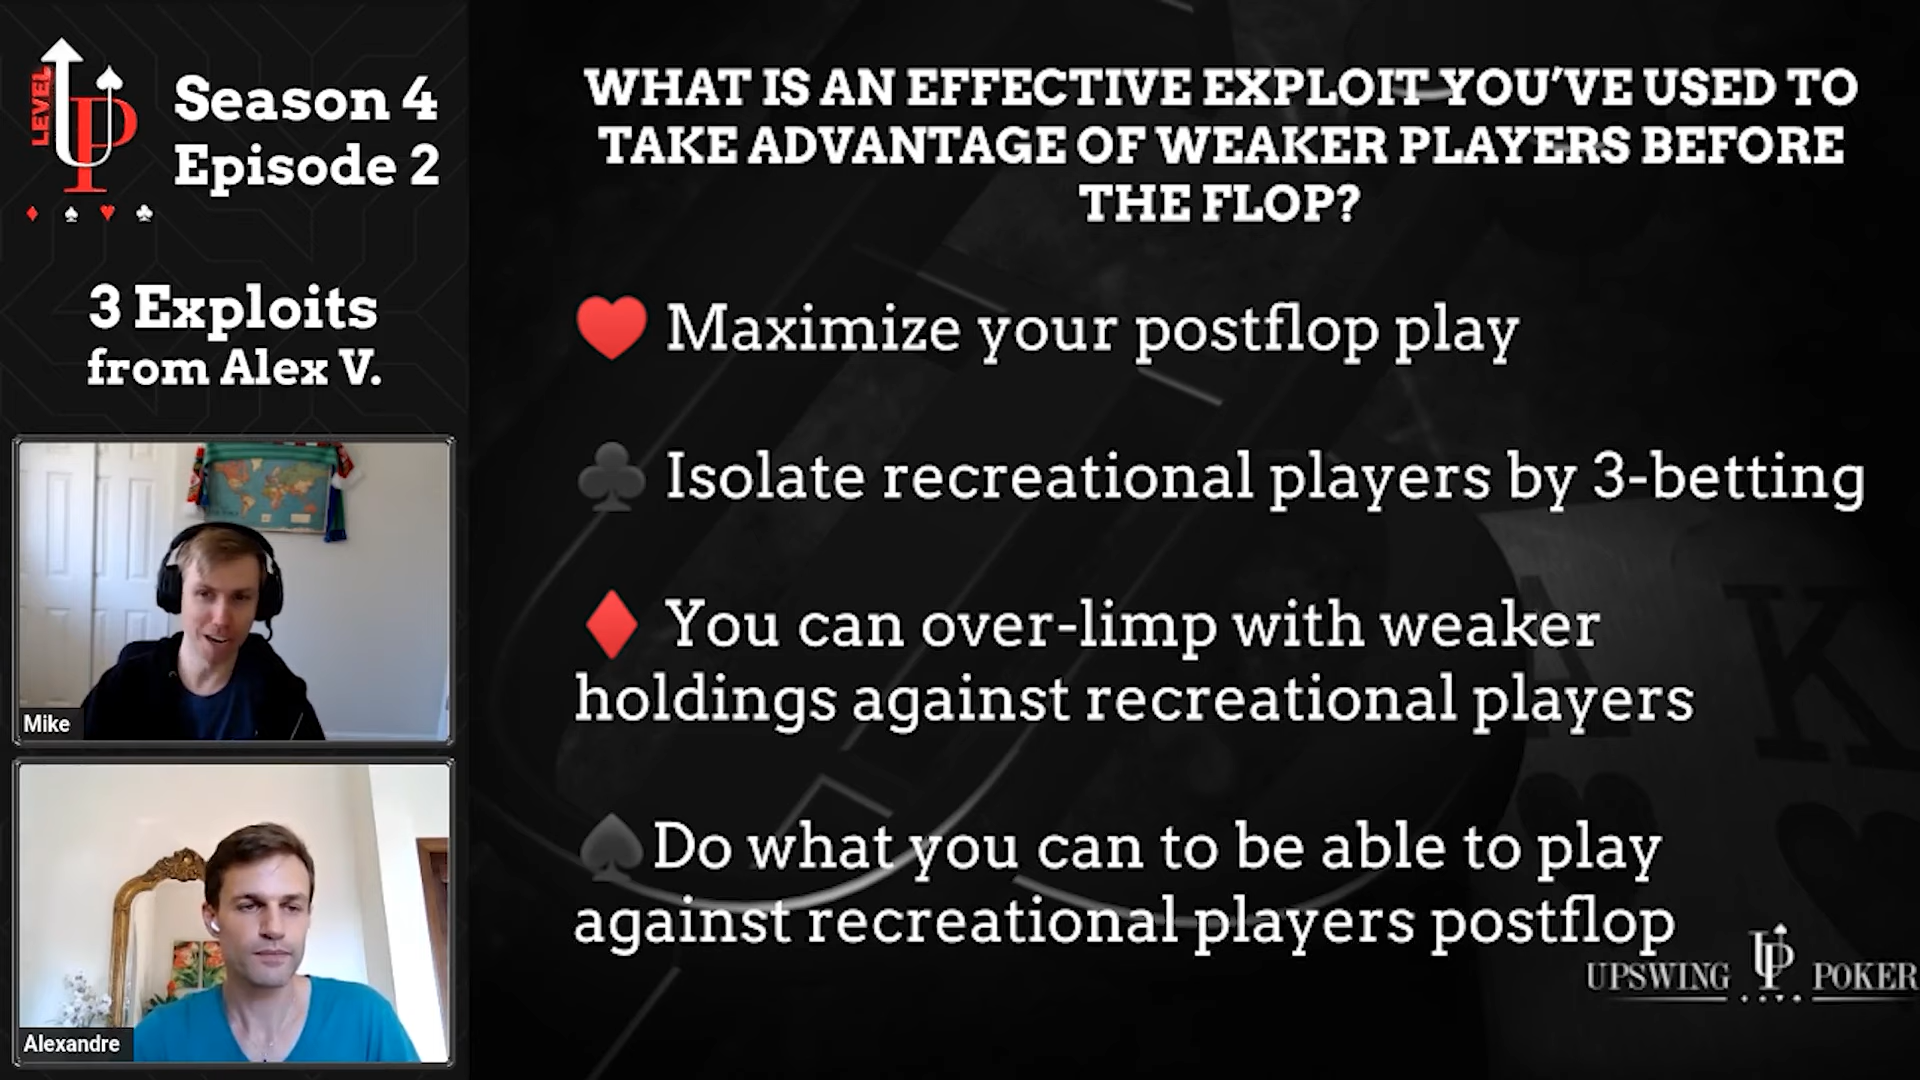 LEVEL
UP
Season 4
Episode 2
3 Exploits
from Alex V.
Mike
Alexandre
WHAT IS AN EFFECTIVE EXPLOIT YOU’VE USED TO
TAKE ADVANTAGE OF WEAKER PLAYERS BEFORE
THE FLOP?
Maximize your postflop play
Isolate recreational players by 3-betting
You can over-limp with weaker
holdings against recreational players
Do what you can to be able to play
against recreational players postflop
A K
UPSWING UP POKER